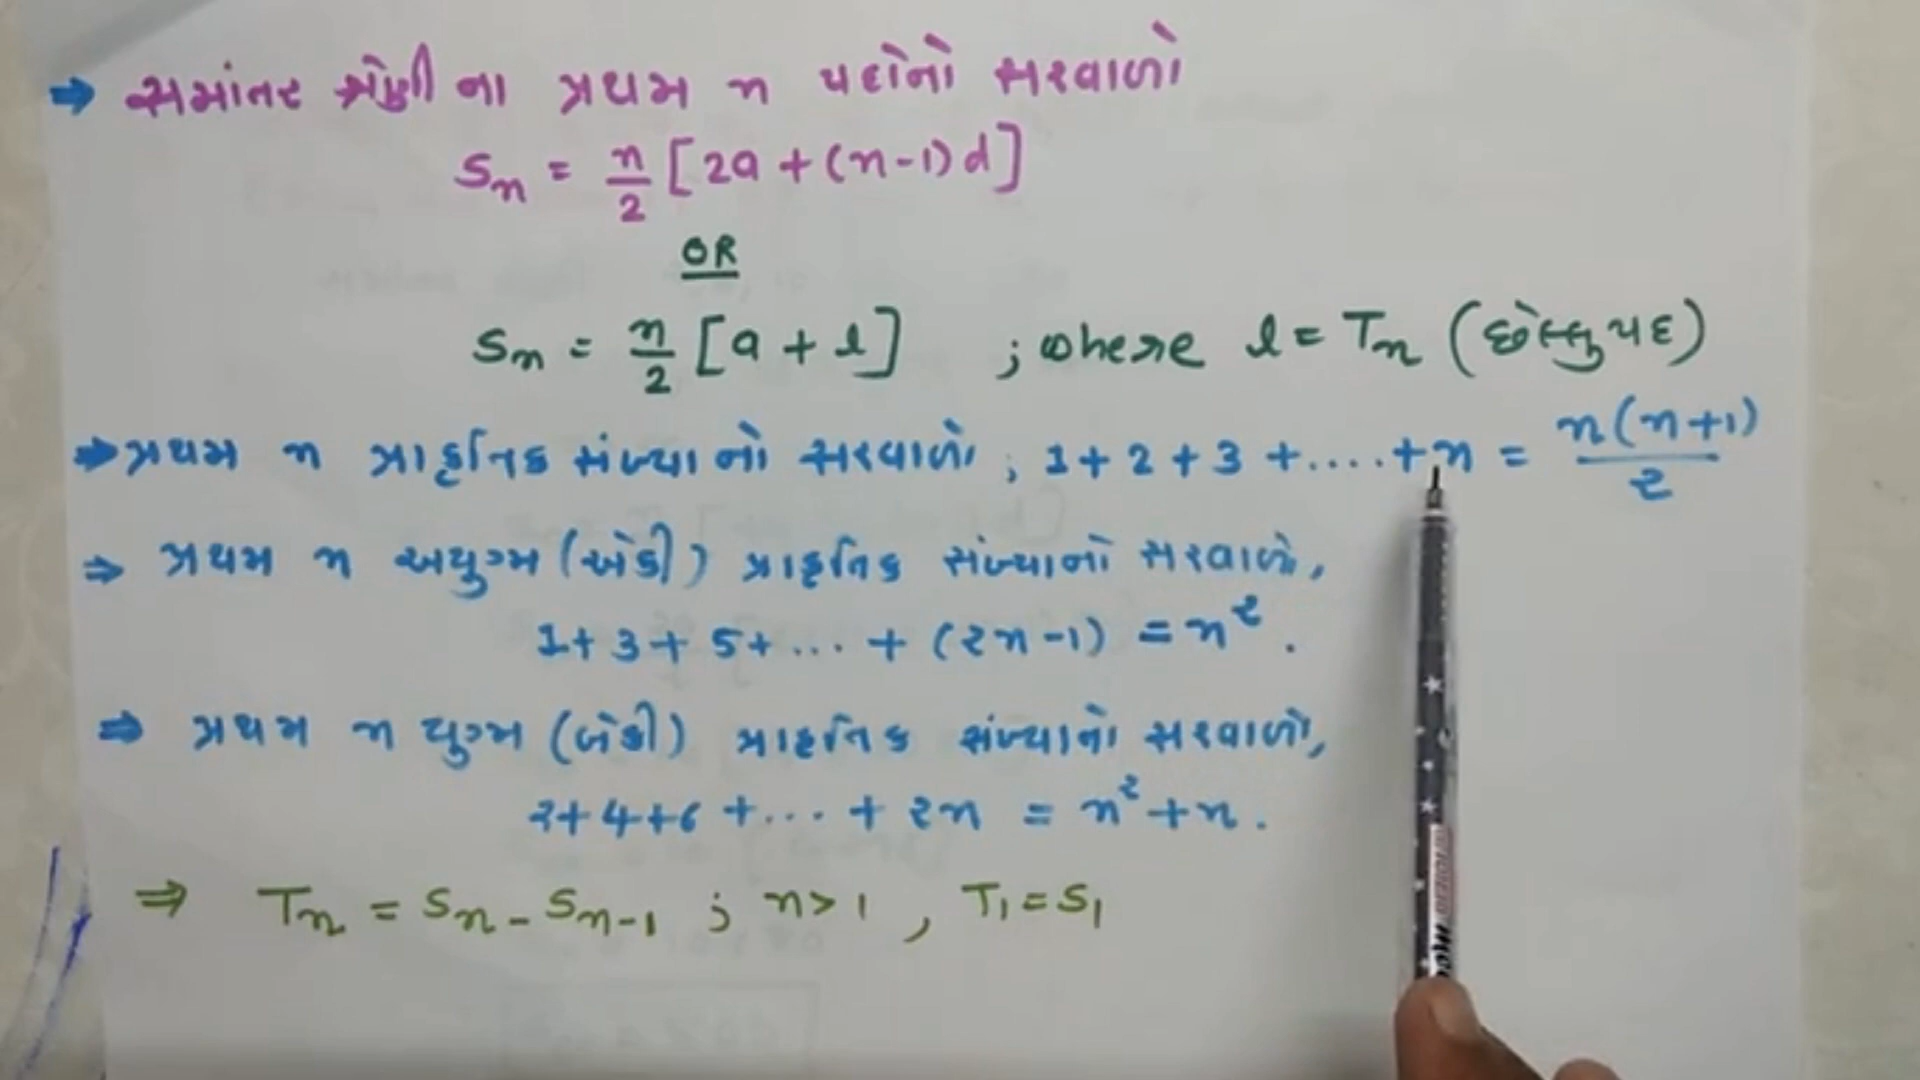 ⇒ સમાંતર શ્રેણી ના પ્રથમ n પદોનો સરવાળો
Sn = n/2 [2a + (n-1)d]
OR
Sn = n/2 [a + l] ; where l = Tn (છેલ્લુ પદ)
⇒ પ્રથમ n પ્રાકૃતિક સંખ્યાનો સરવાળો, 1+2+3+....+n = n(n+1)/2
⇒ પ્રથમ n અયુગ્મ (એકી) પ્રાકૃતિક સંખ્યાનો સરવાળો,
1+3+5+...+(2n-1) = n².
⇒ પ્રથમ n યુગ્મ (બેકી) પ્રાકૃતિક સંખ્યાનો સરવાળો,
2+4+6+...+2n = n²+n.
⇒ Tn = Sn - Sn-1 ; n>1 , T1 = S1